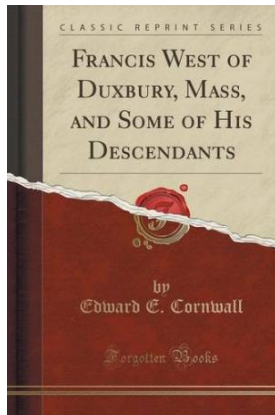 CLASSIC REPRINT SERIES
FRANCIS WEST OF
DUXBURY, MASS,
AND SOME OF HIS
DESCENDANTS
by
Edward E. Cornwall
Forgotten Books